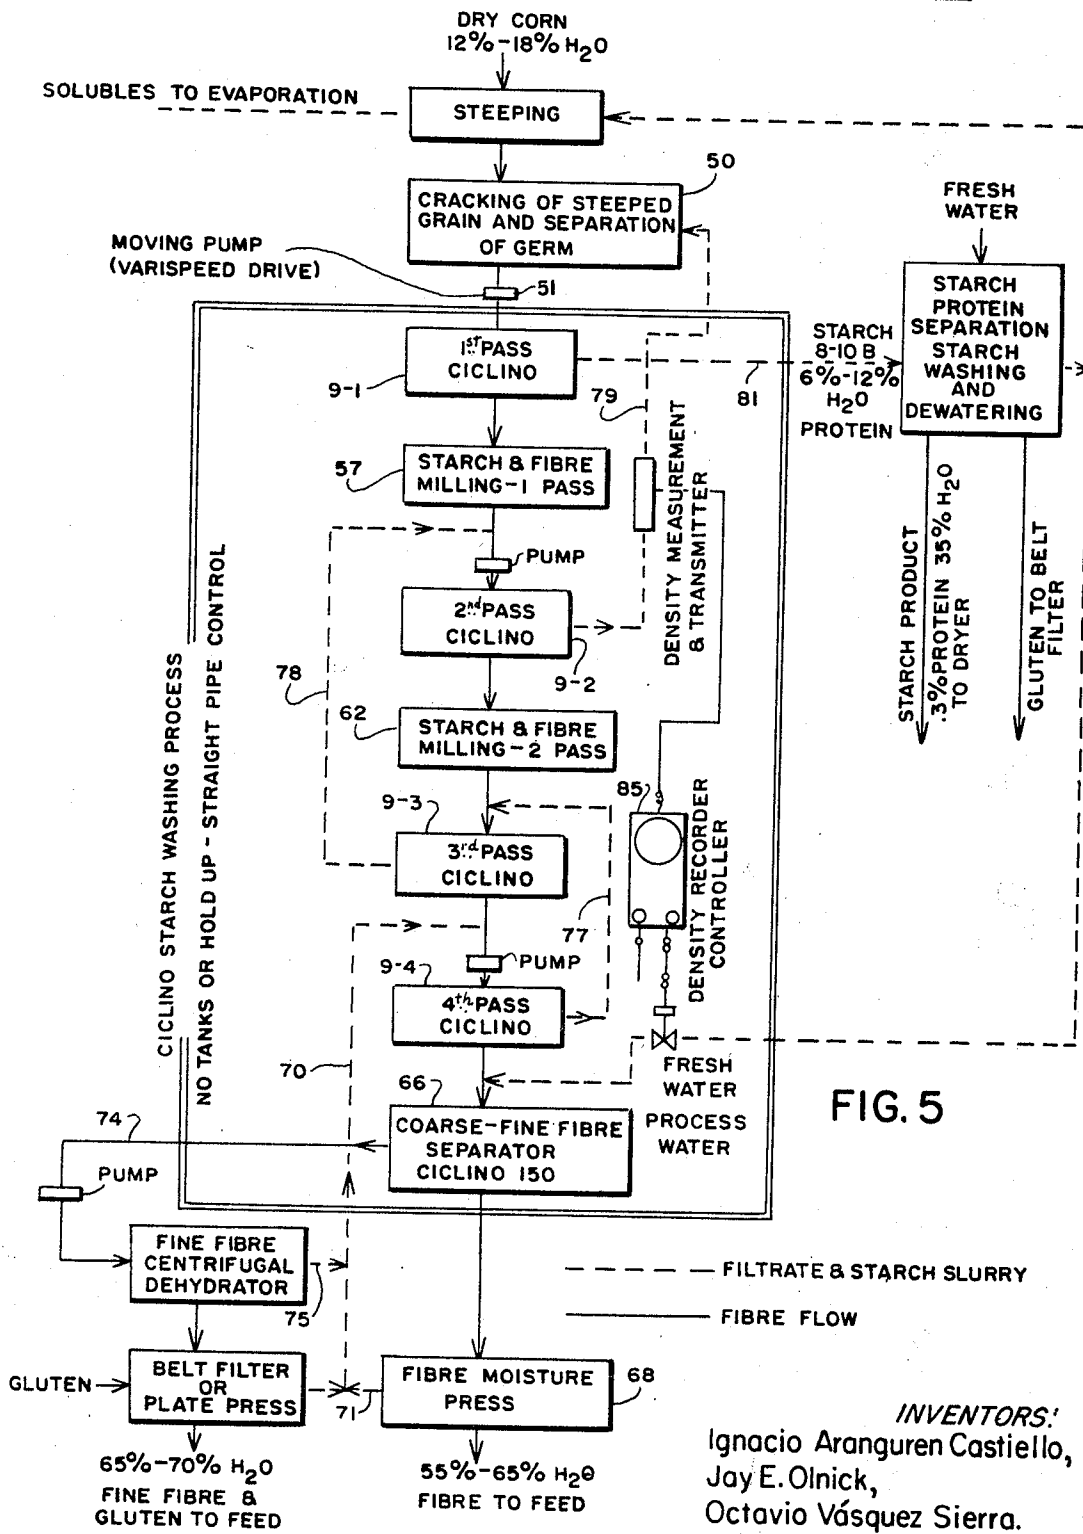 DRY CORN
12%-18% H2O
SOLUBLES TO EVAPORATION
STEEPING
50
CRACKING OF STEEPED
GRAIN AND SEPARATION
OF GERM
FRESH
WATER
MOVING PUMP
(VARISPEED DRIVE)
51
STARCH
PROTEIN
SEPARATION
STARCH
WASHING
AND
DEWATERING
1st PASS
CICLINO
9-1
STARCH
8-10 B
6%-12%
H2O
PROTEIN
81
79
57
STARCH & FIBRE
MILLING-1 PASS
DENSITY MEASUREMENT
& TRANSMITTER
PUMP
2nd PASS
CICLINO
9-2
STARCH PRODUCT
.3% PROTEIN 35% H2O
TO DRYER
GLUTEN TO BELT
FILTER
CICLINO STARCH WASHING PROCESS
NO TANKS OR HOLD UP - STRAIGHT PIPE CONTROL
78
62
STARCH & FIBRE
MILLING-2 PASS
9-3
85
3rd PASS
CICLINO
77
DENSITY RECORDER
CONTROLLER
PUMP
9-4
4th PASS
CICLINO
70
66
FRESH
WATER
PROCESS
WATER
FIG. 5
74
COARSE-FINE FIBRE
SEPARATOR
CICLINO 150
PUMP
FINE FIBRE
CENTRIFUGAL
DEHYDRATOR
75
FILTRATE & STARCH SLURRY
FIBRE FLOW
GLUTEN
BELT FILTER
OR
PLATE PRESS
71
FIBRE MOISTURE
PRESS
68
65%-70% H2O
FINE FIBRE &
GLUTEN TO FEED
55%-65% H2O
FIBRE TO FEED
INVENTORS:
Ignacio Aranguren Castiello,
Jay E. Olnick,
Octavio Vásquez Sierra.